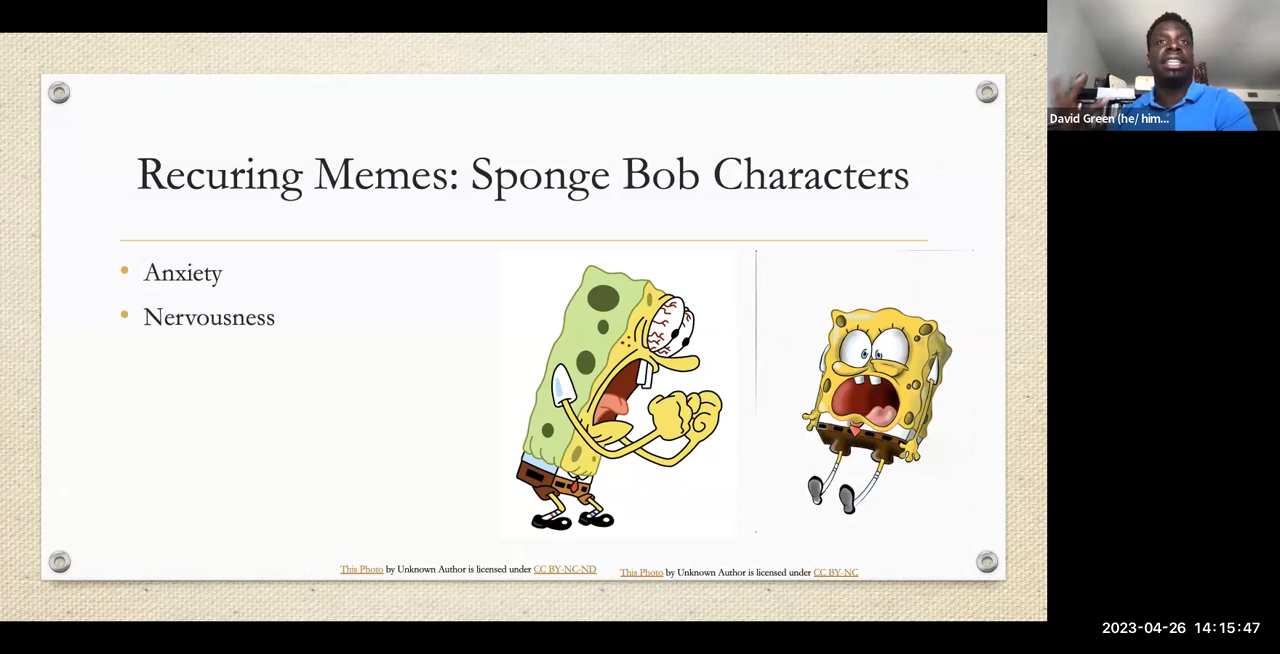 Recuring Memes: Sponge Bob Characters
• Anxiety
• Nervousness
This Photo by Unknown Author is licensed under CC BY-NC-ND
This Photo by Unknown Author is licensed under CC BY-NC
David Green (he/ him...
2023-04-26 14:15:47